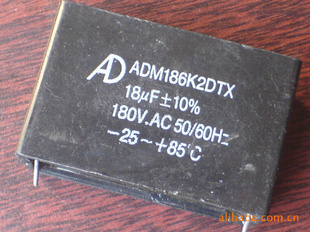 AD ADM186K2DTX
18µF±10%
180V.AC 50/60Hz
-25~+85℃
alibaba.com.cn